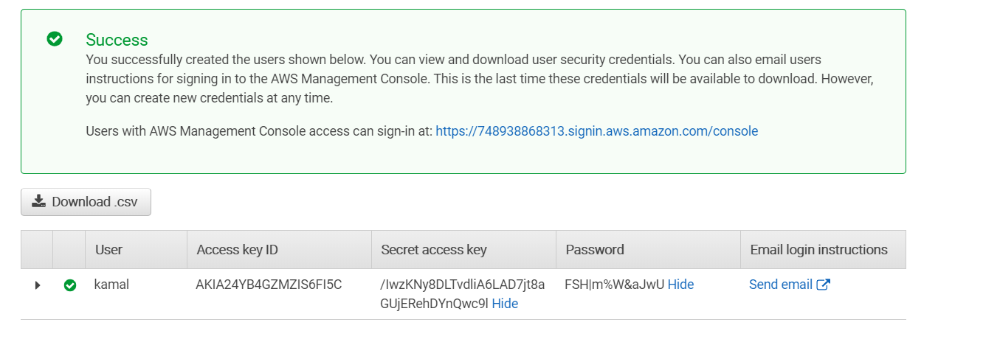 Success
You successfully created the users shown below. You can view and download user security credentials. You can also email users
instructions for signing in to the AWS Management Console. This is the last time these credentials will be available to download. However,
you can create new credentials at any time.
Users with AWS Management Console access can sign-in at: https://748938868313.signin.aws.amazon.com/console
Download .csv
User Access key ID Secret access key Password Email login instructions
kamal AKIA24YB4GZMZIS6FI5C /IwzKNy8DLTvdliA6LAD7jt8a FSH|m%W&aJwU Hide Send email
GUjERehDYnQwc9l Hide